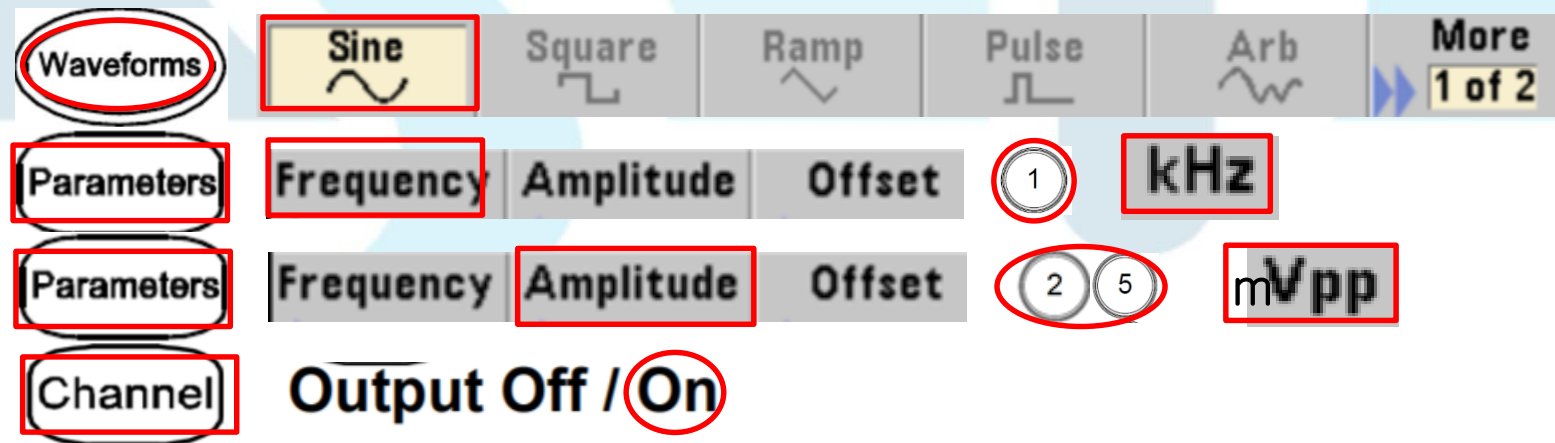 Waveforms Sine Square Ramp Pulse Arb More
1 of 2
Parameters Frequency Amplitude Offset 1 kHz
Parameters Frequency Amplitude Offset 2 5 mVpp
Channel Output Off / On